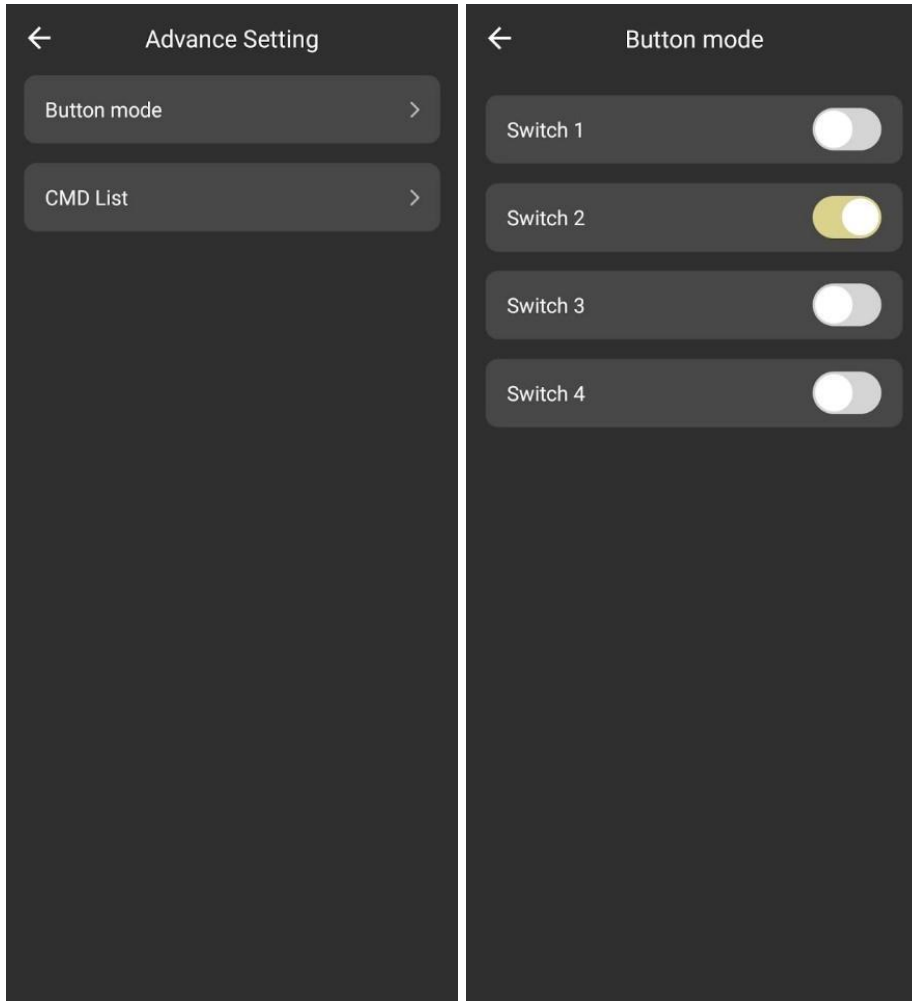 Advance Setting
Button mode
CMD List
Button mode
Switch 1
Switch 2
Switch 3
Switch 4